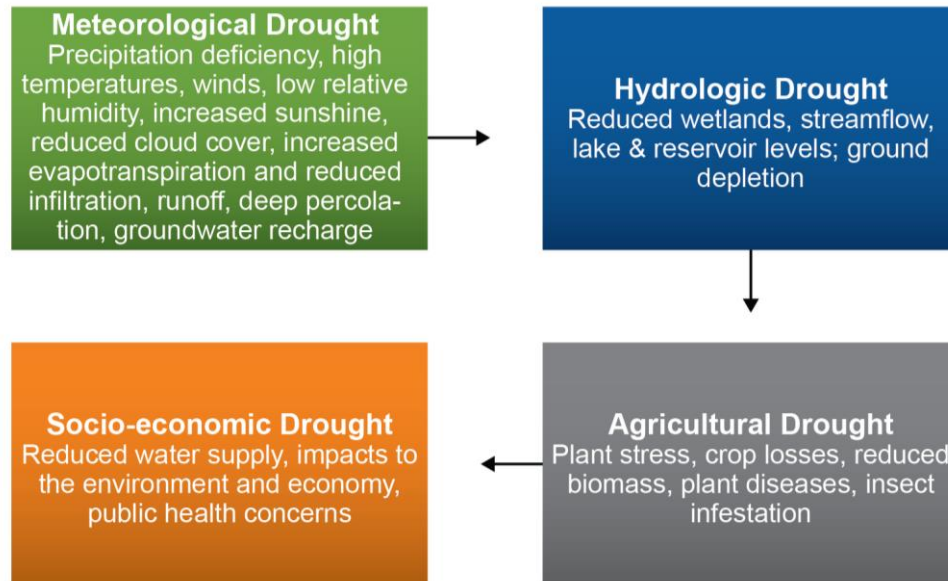 Meteorological Drought
Precipitation deficiency, high
temperatures, winds, low relative
humidity, increased sunshine,
reduced cloud cover, increased
evapotranspiration and reduced
infiltration, runoff, deep percola-
tion, groundwater recharge
Hydrologic Drought
Reduced wetlands, streamflow,
lake & reservoir levels; ground
depletion
Agricultural Drought
Plant stress, crop losses, reduced
biomass, plant diseases, insect
infestation
Socio-economic Drought
Reduced water supply, impacts to
the environment and economy,
public health concerns